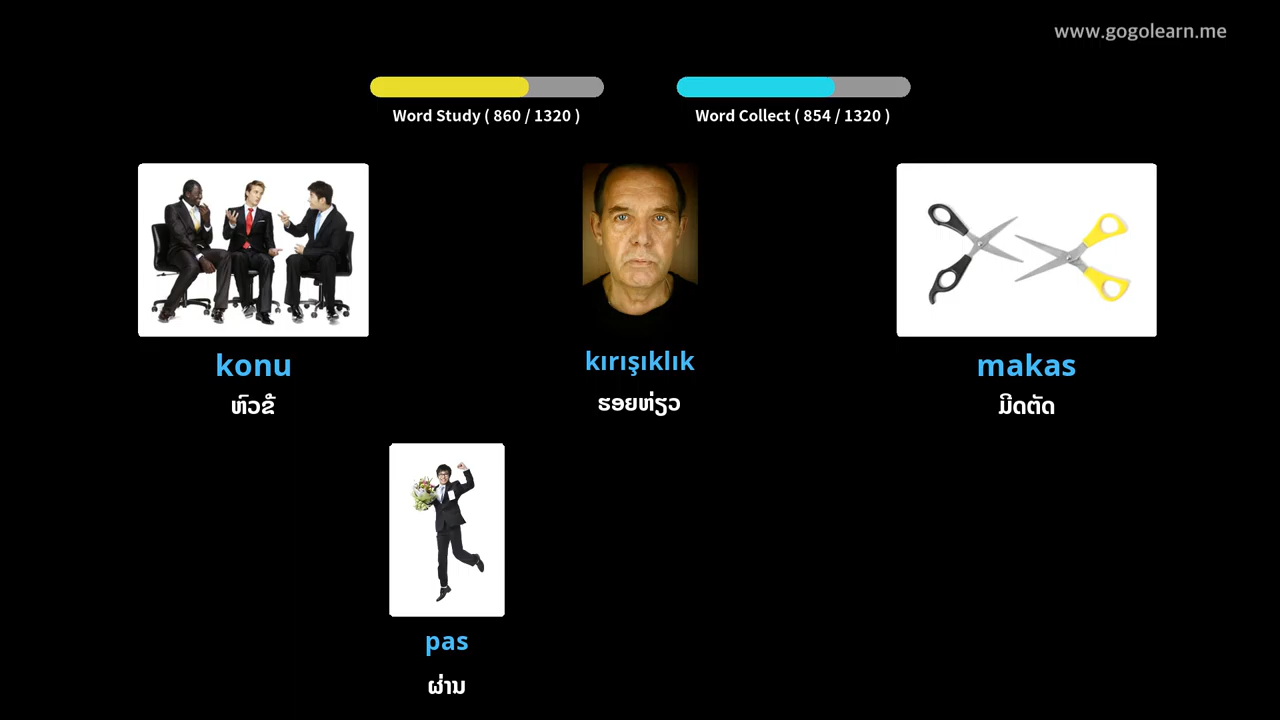 www.gogolearn.me
Word Study ( 860 / 1320 )
Word Collect ( 854 / 1320 )
konu
ຫົວຂໍ້
kırışıklık
ຮອຍຫ່ຽວ
makas
ມີດຕັດ
pas
ຜ່ານ